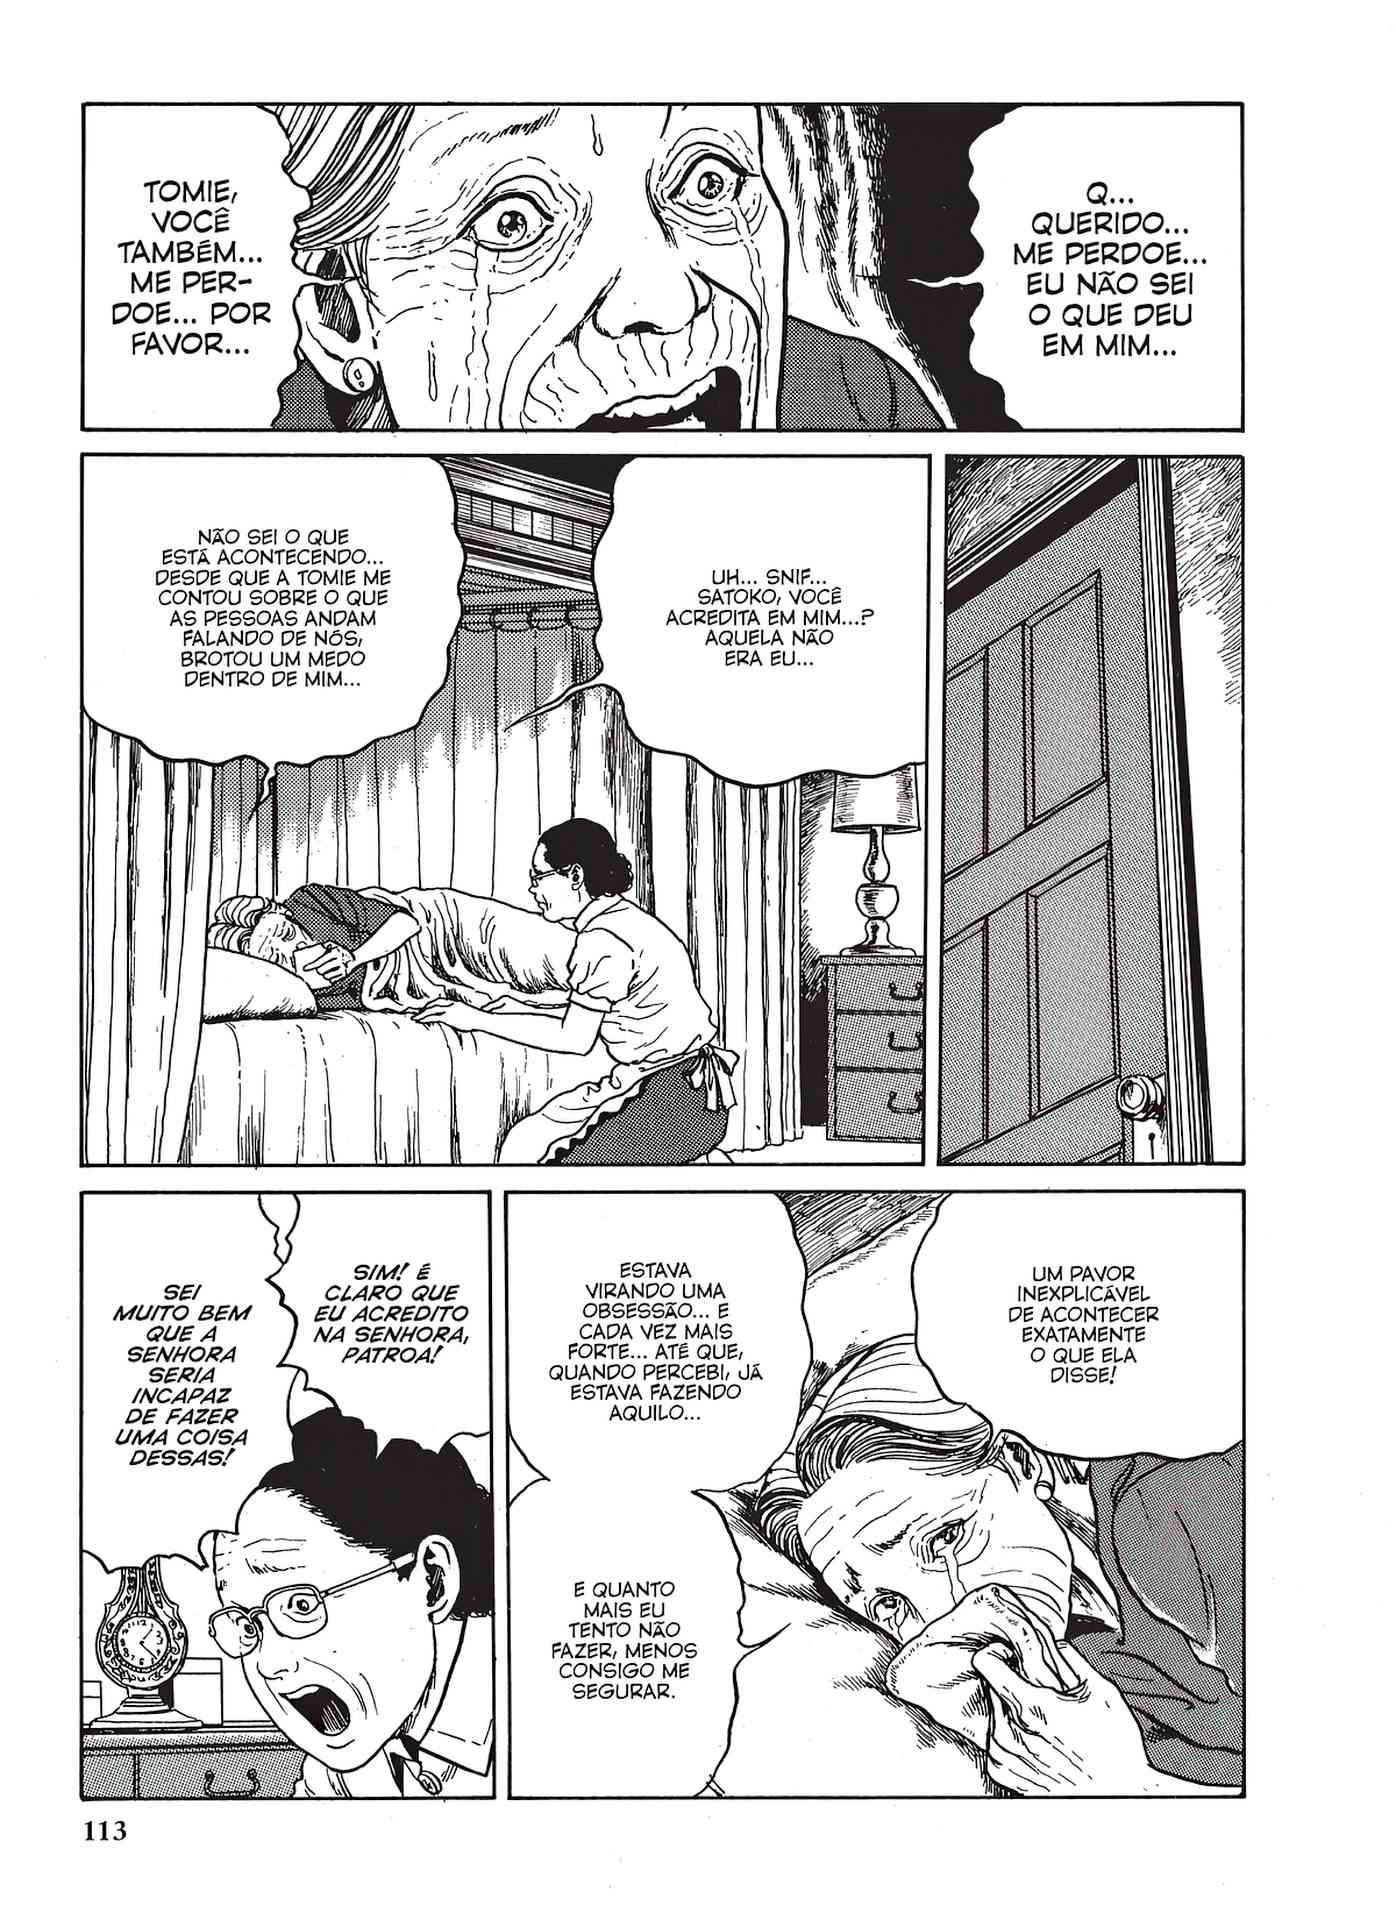 Q...
QUERIDO...
ME PERDOE...
EU NÃO SEI
O QUE DEU
EM MIM...
TOMIE,
VOCÊ
TAMBÉM...
ME PER-
DOE... POR
FAVOR...
UH... SNIF...
SATOKO, VOCÊ
ACREDITA EM MIM...?
AQUELA NÃO
ERA EU...
NÃO SEI O QUE
ESTÁ ACONTECENDO...
DESDE QUE A TOMIE ME
CONTOU SOBRE O QUE
AS PESSOAS ANDAM
FALANDO DE NÓS,
BROTOU UM MEDO
DENTRO DE MIM...
UM PAVOR
INEXPLICÁVEL
DE ACONTECER
EXATAMENTE
O QUE ELA
DISSE!
ESTAVA
VIRANDO UMA
OBSESSÃO... E
CADA VEZ MAIS
FORTE... ATÉ QUE,
QUANDO PERCEBI, JÁ
ESTAVA FAZENDO
AQUILO...
E QUANTO
MAIS EU
TENTO NÃO
FAZER, MENOS
CONSIGO ME
SEGURAR.
SIM! É
CLARO QUE
EU ACREDITO
NA SENHORA,
PATROA!
SEI
MUITO BEM
QUE A
SENHORA
SERIA
INCAPAZ
DE FAZER
UMA COISA
DESSAS!
113